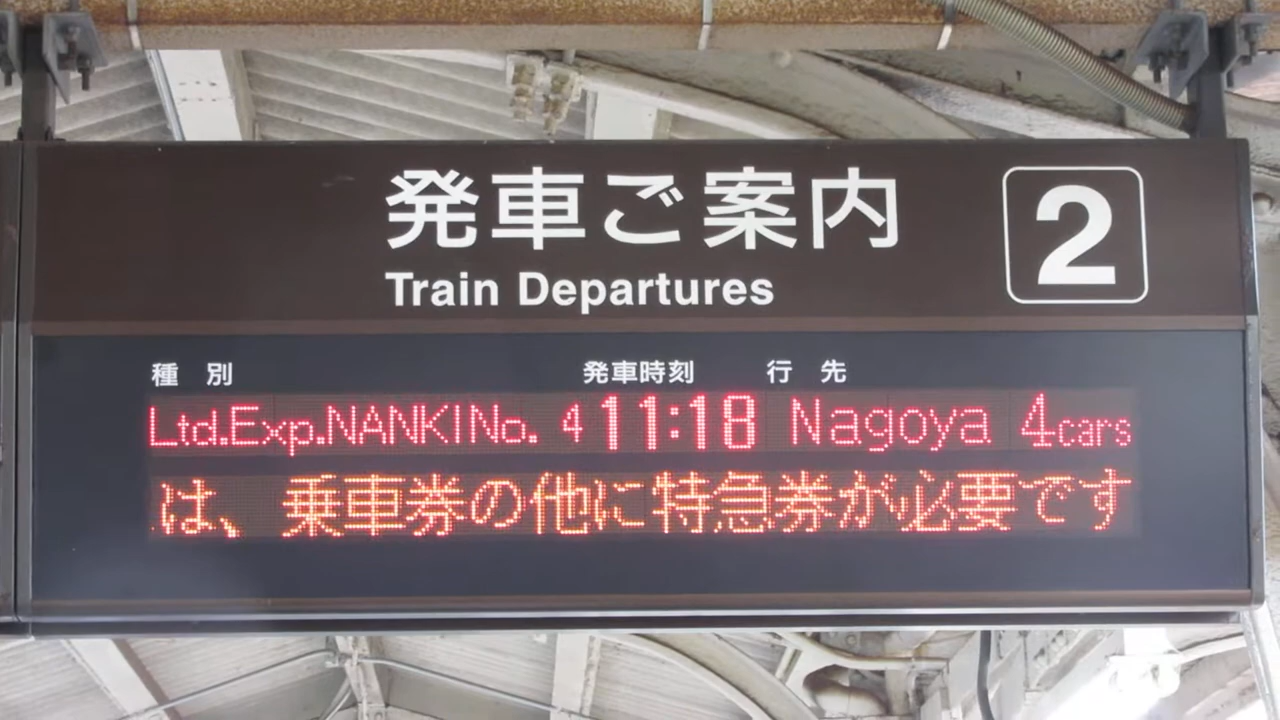 発車ご案内 2
Train Departures
種別 発車時刻 行先
Ltd.Exp.NANKI No. 4 11:18 Nagoya 4cars
は、乗車券の他に特急券が必要です